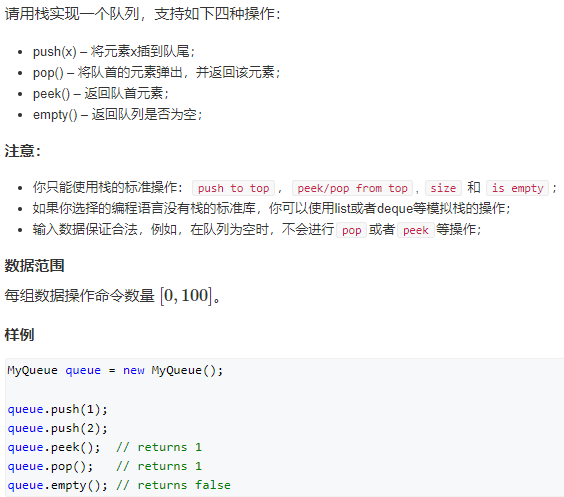 请用栈实现一个队列，支持如下四种操作：
push(x) – 将元素x插到队尾；
pop() – 将队首的元素弹出，并返回该元素；
peek() – 返回队首元素；
empty() – 返回队列是否为空；
注意：
你只能使用栈的标准操作：push to top，peek/pop from top, size 和 is empty；
如果你选择的编程语言没有栈的标准库，你可以使用list或者deque等模拟栈的操作；
输入数据保证合法，例如，在队列为空时，不会进行pop或者peek等操作；
数据范围
每组数据操作命令数量 [0,100]。
样例
MyQueue queue = new MyQueue();
queue.push(1);
queue.push(2);
queue.peek();  // returns 1
queue.pop();   // returns 1
queue.empty(); // returns false